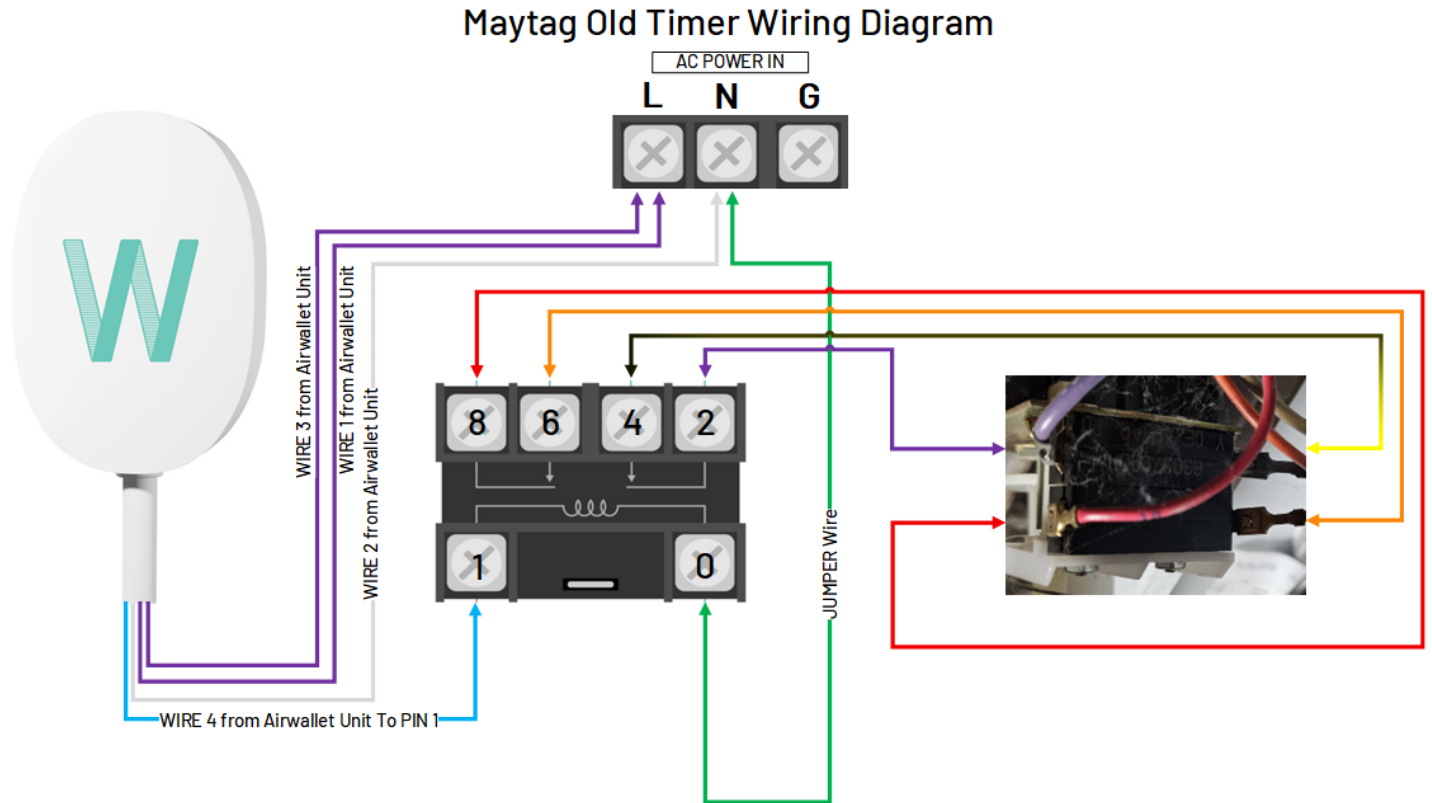 Maytag Old Timer Wiring Diagram
AC POWER IN
L N G
W
WIRE 3 from Airwallet Unit
WIRE 1 from Airwallet Unit
WIRE 2 from Airwallet Unit
8 6 4 2
1 0
JUMPER Wire
WIRE 4 from Airwallet Unit To PIN 1